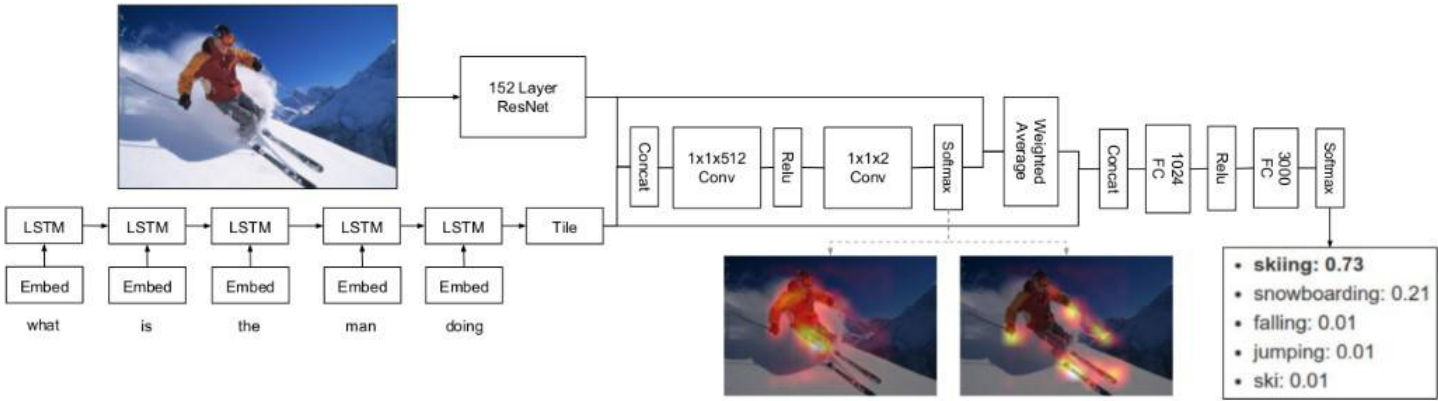 152 Layer
ResNet
Concat
1x1x512
Conv
Relu
1x1x2
Conv
Softmax
Weighted
Average
Concat
1024
FC
Relu
3000
FC
Softmax
LSTM
LSTM
LSTM
LSTM
LSTM
Tile
Embed
Embed
Embed
Embed
Embed
what
is
the
man
doing
• skiing: 0.73
• snowboarding: 0.21
• falling: 0.01
• jumping: 0.01
• ski: 0.01